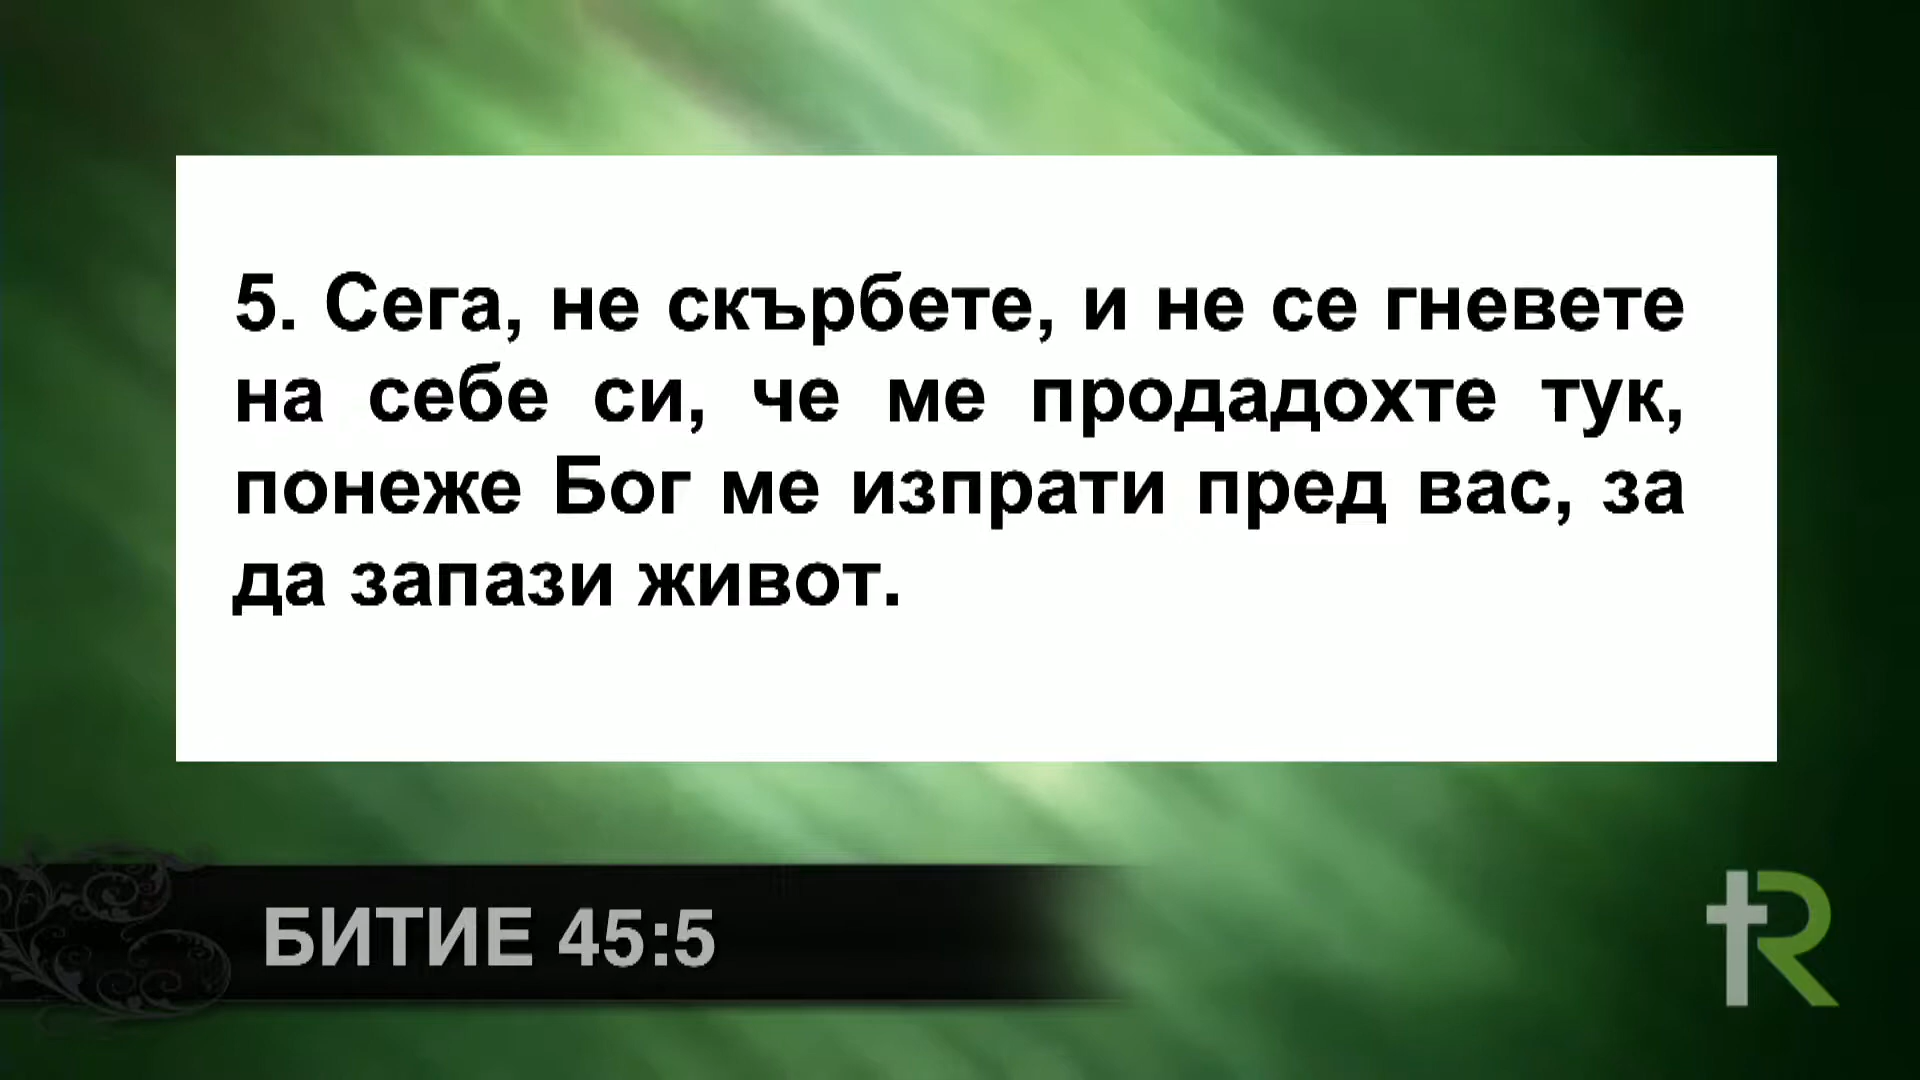 5. Сега, не скърбете, и не се гневете
на себе си, че ме продадохте тук,
понеже Бог ме изпрати пред вас, за
да запази живот.
БИТИЕ 45:5
R